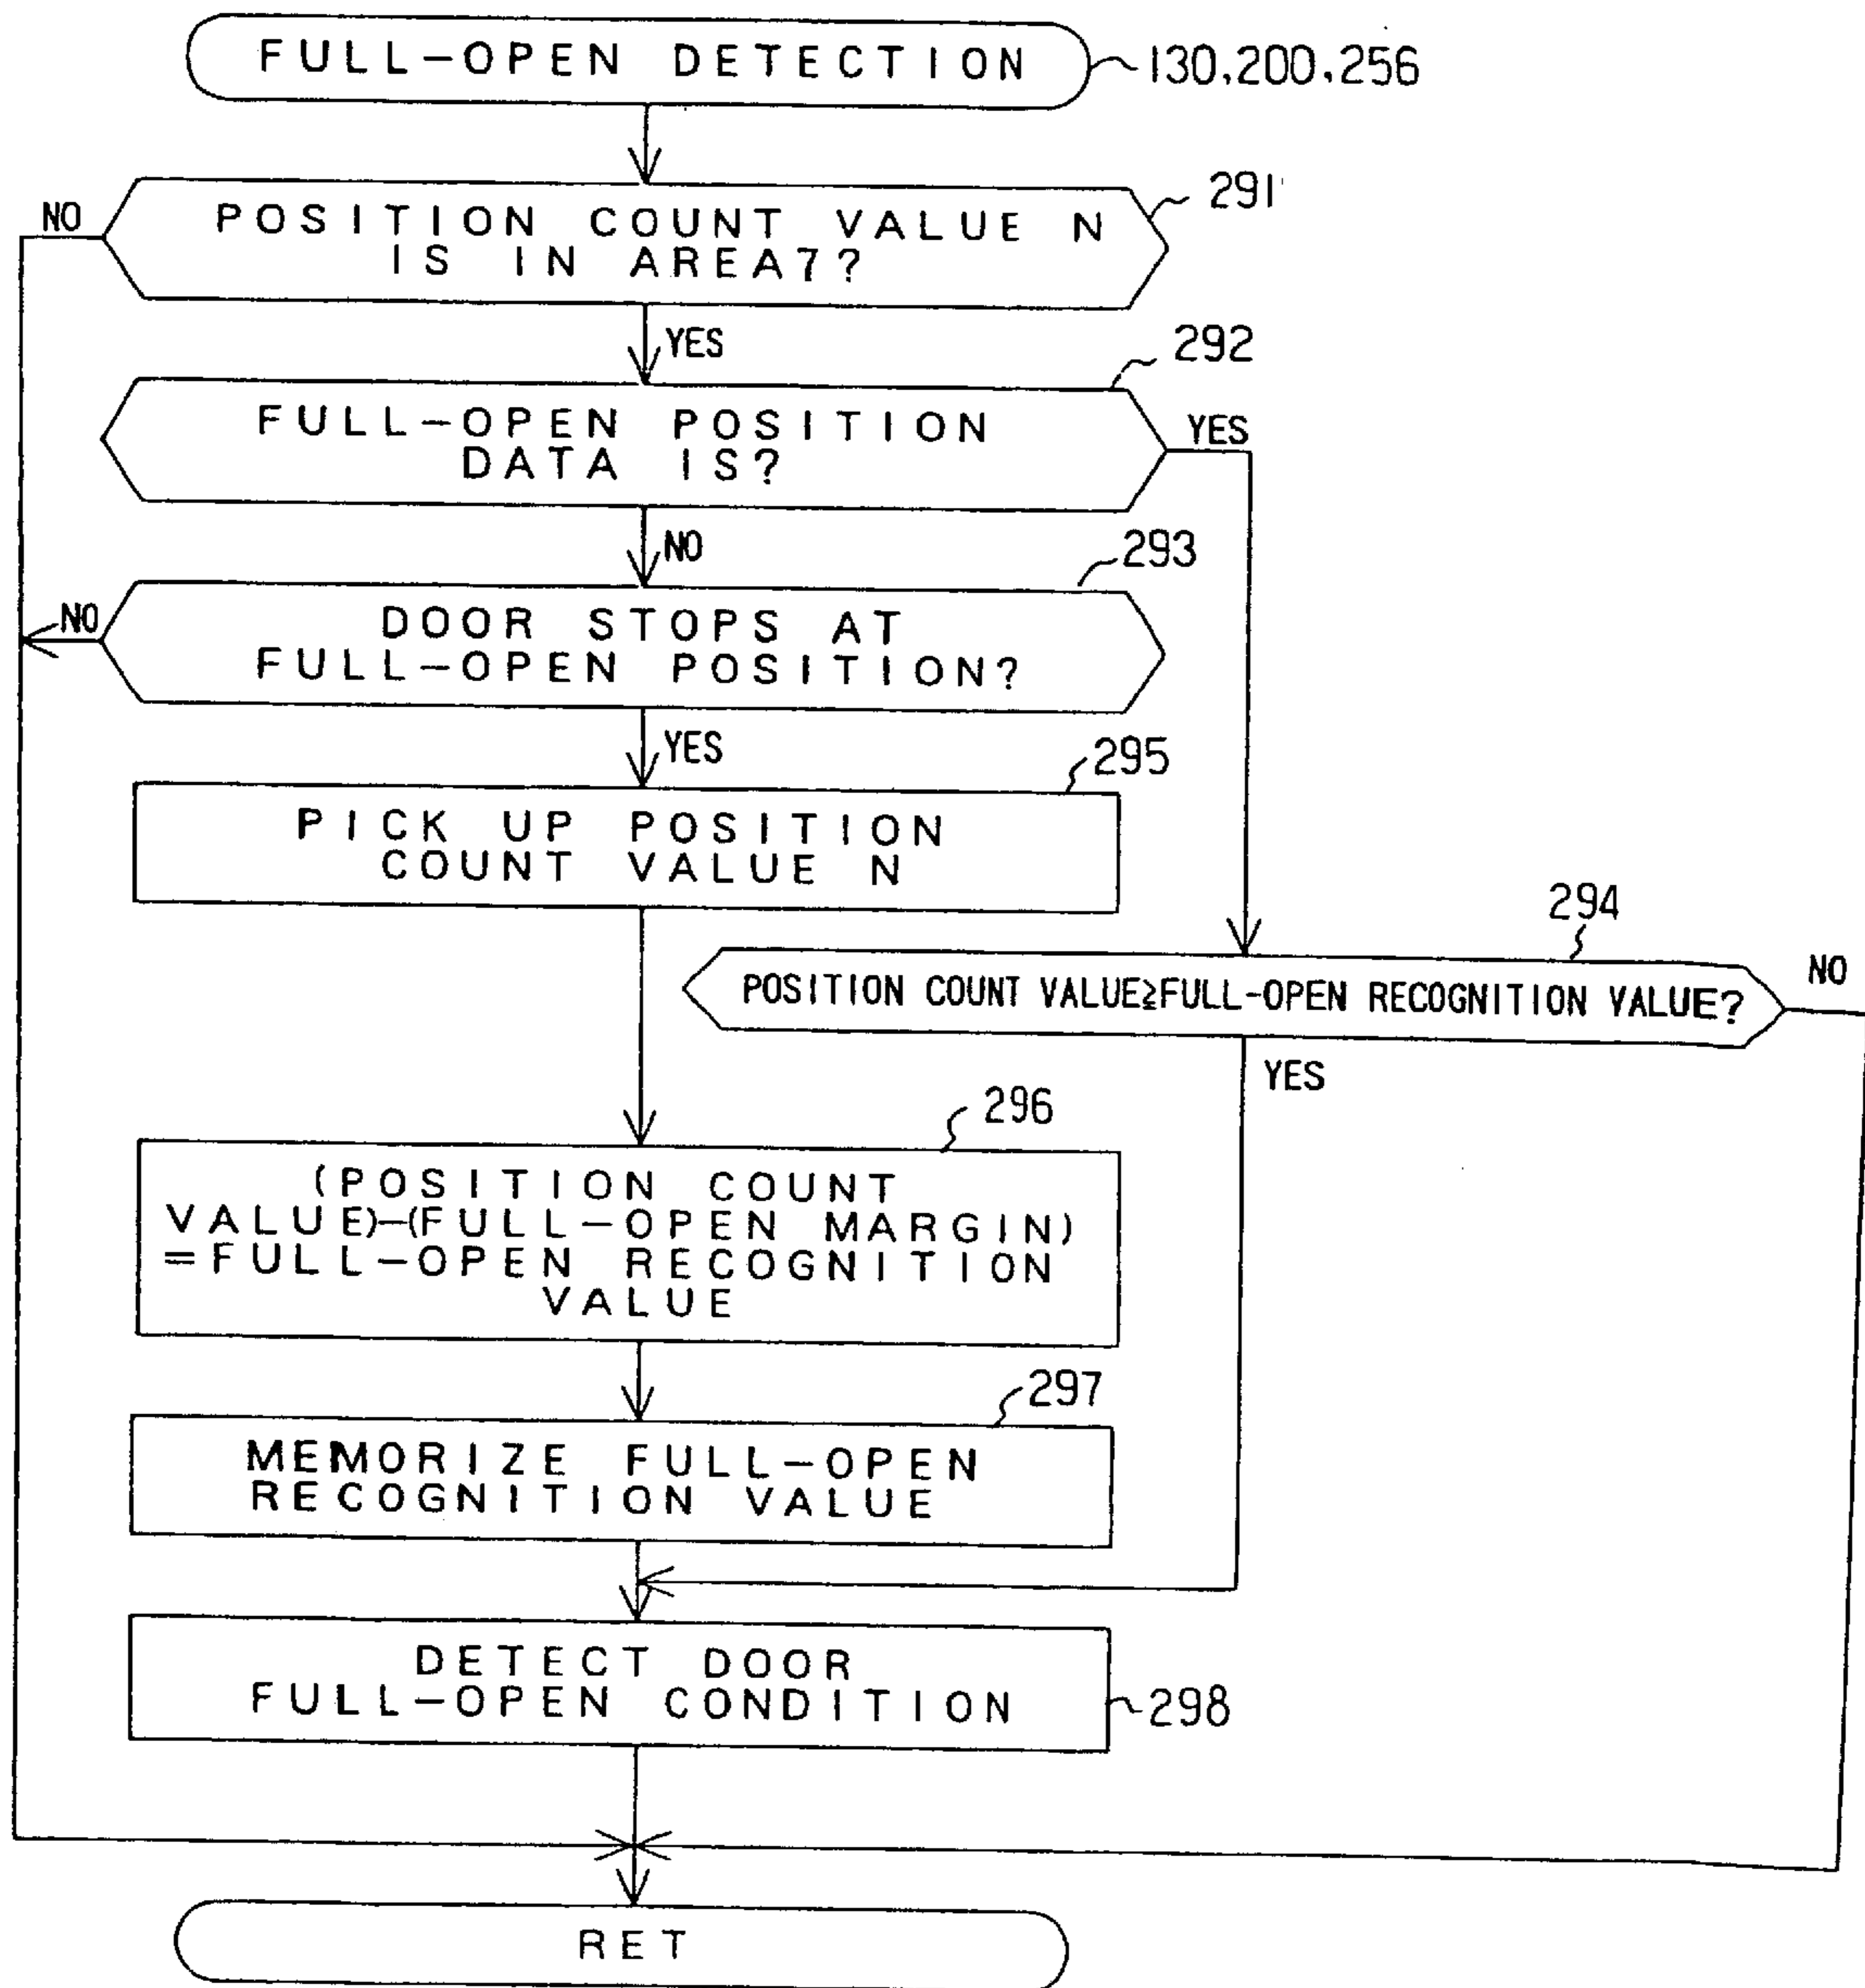 FULL-OPEN DETECTION
130,200,256
291
NO
POSITION COUNT VALUE N
IS IN AREA7?
YES
292
FULL-OPEN POSITION
DATA IS?
YES
NO
293
NO
DOOR STOPS AT
FULL-OPEN POSITION?
YES
295
PICK UP POSITION
COUNT VALUE N
294
POSITION COUNT VALUE≧FULL-OPEN RECOGNITION VALUE?
NO
YES
296
(POSITION COUNT
VALUE)-(FULL-OPEN MARGIN)
=FULL-OPEN RECOGNITION
VALUE
297
MEMORIZE FULL-OPEN
RECOGNITION VALUE
DETECT DOOR
FULL-OPEN CONDITION
298
RET